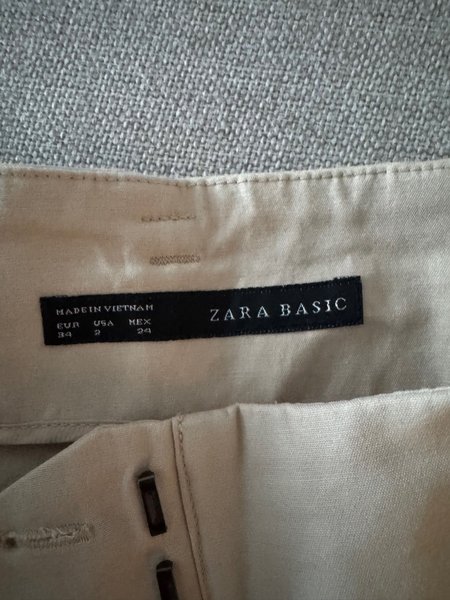 MADE IN VIETNAM
EUR USA MEX
34 2 24
ZARA BASIC